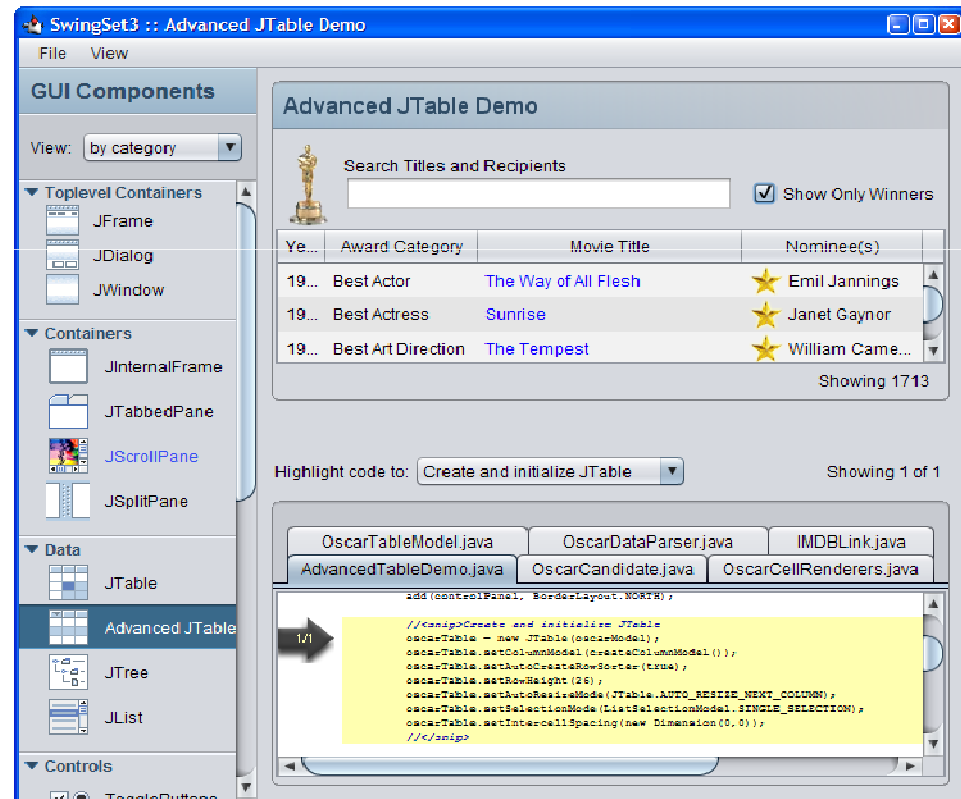 SwingSet3 :: Advanced JTable Demo
File View
GUI Components
View: by category
Toplevel Containers
JFrame
JDialog
JWindow
Containers
JInternalFrame
JTabbedPane
JScrollPane
JSplitPane
Data
JTable
Advanced JTable
JTree
JList
Controls
ToggleButtons
Advanced JTable Demo
Search Titles and Recipients
Show Only Winners
Ye... Award Category Movie Title Nominee(s)
19... Best Actor The Way of All Flesh Emil Jannings
19... Best Actress Sunrise Janet Gaynor
19... Best Art Direction The Tempest William Came...
Showing 1713
Highlight code to: Create and initialize JTable Showing 1 of 1
OscarTableModel.java OscarDataParser.java IMDBLink.java
AdvancedTableDemo.java OscarCandidate.java OscarCellRenderers.java
add(controlPanel, BorderLayout.NORTH);
1/1
//<snip>Create and initialize JTable
oscarTable = new JTable(oscarModel);
oscarTable.setColumnModel(createColumnModel());
oscarTable.setAutoCreateRowSorter(true);
oscarTable.setRowHeight(26);
oscarTable.setAutoResizeMode(JTable.AUTO_RESIZE_NEXT_COLUMN);
oscarTable.setSelectionMode(ListSelectionModel.SINGLE_SELECTION);
oscarTable.setIntercellSpacing(new Dimension(0,0));
//</snip>